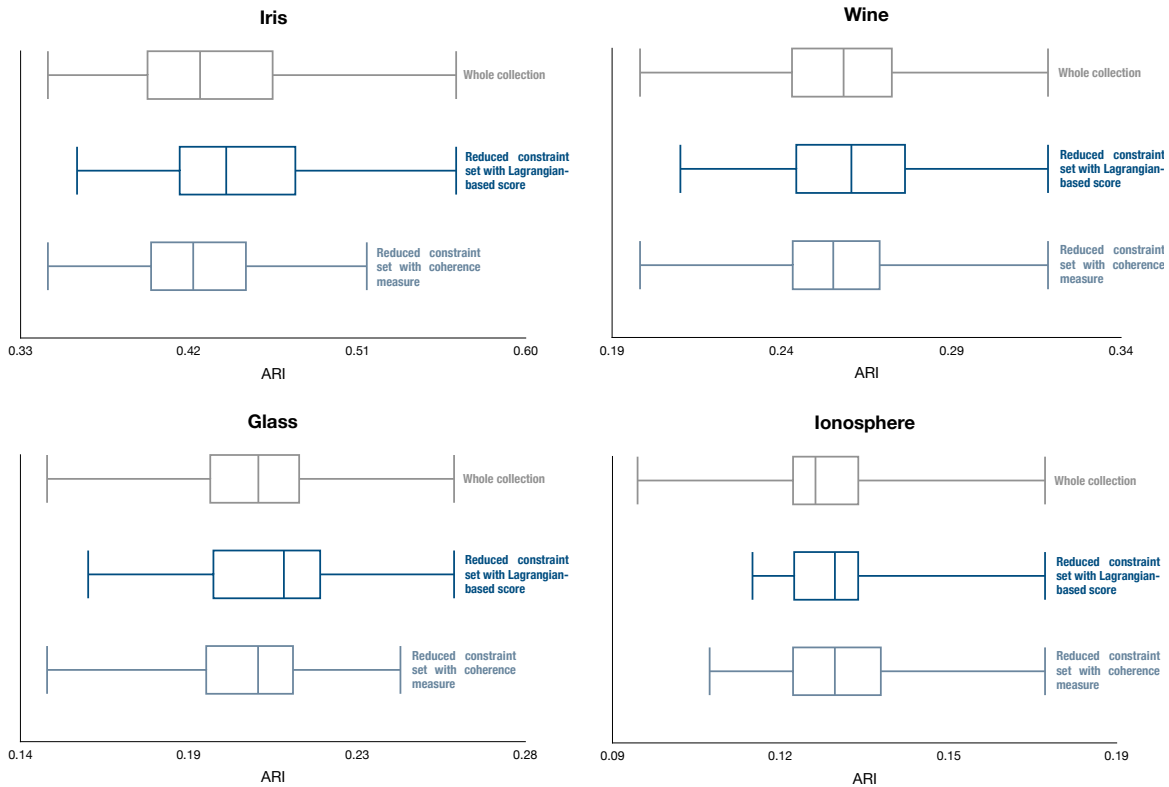 Iris
Whole collection
Reduced constraint
set with Lagrangian-
based score
Reduced constraint
set with coherence
measure
0.33 0.42 0.51 0.60
ARI
Wine
Whole collection
Reduced constraint
set with Lagrangian-
based score
Reduced constraint
set with coherence
measure
0.19 0.24 0.29 0.34
ARI
Glass
Whole collection
Reduced constraint
set with Lagrangian-
based score
Reduced constraint
set with coherence
measure
0.14 0.19 0.23 0.28
ARI
Ionosphere
Whole collection
Reduced constraint
set with Lagrangian-
based score
Reduced constraint
set with coherence
measure
0.09 0.12 0.15 0.19
ARI